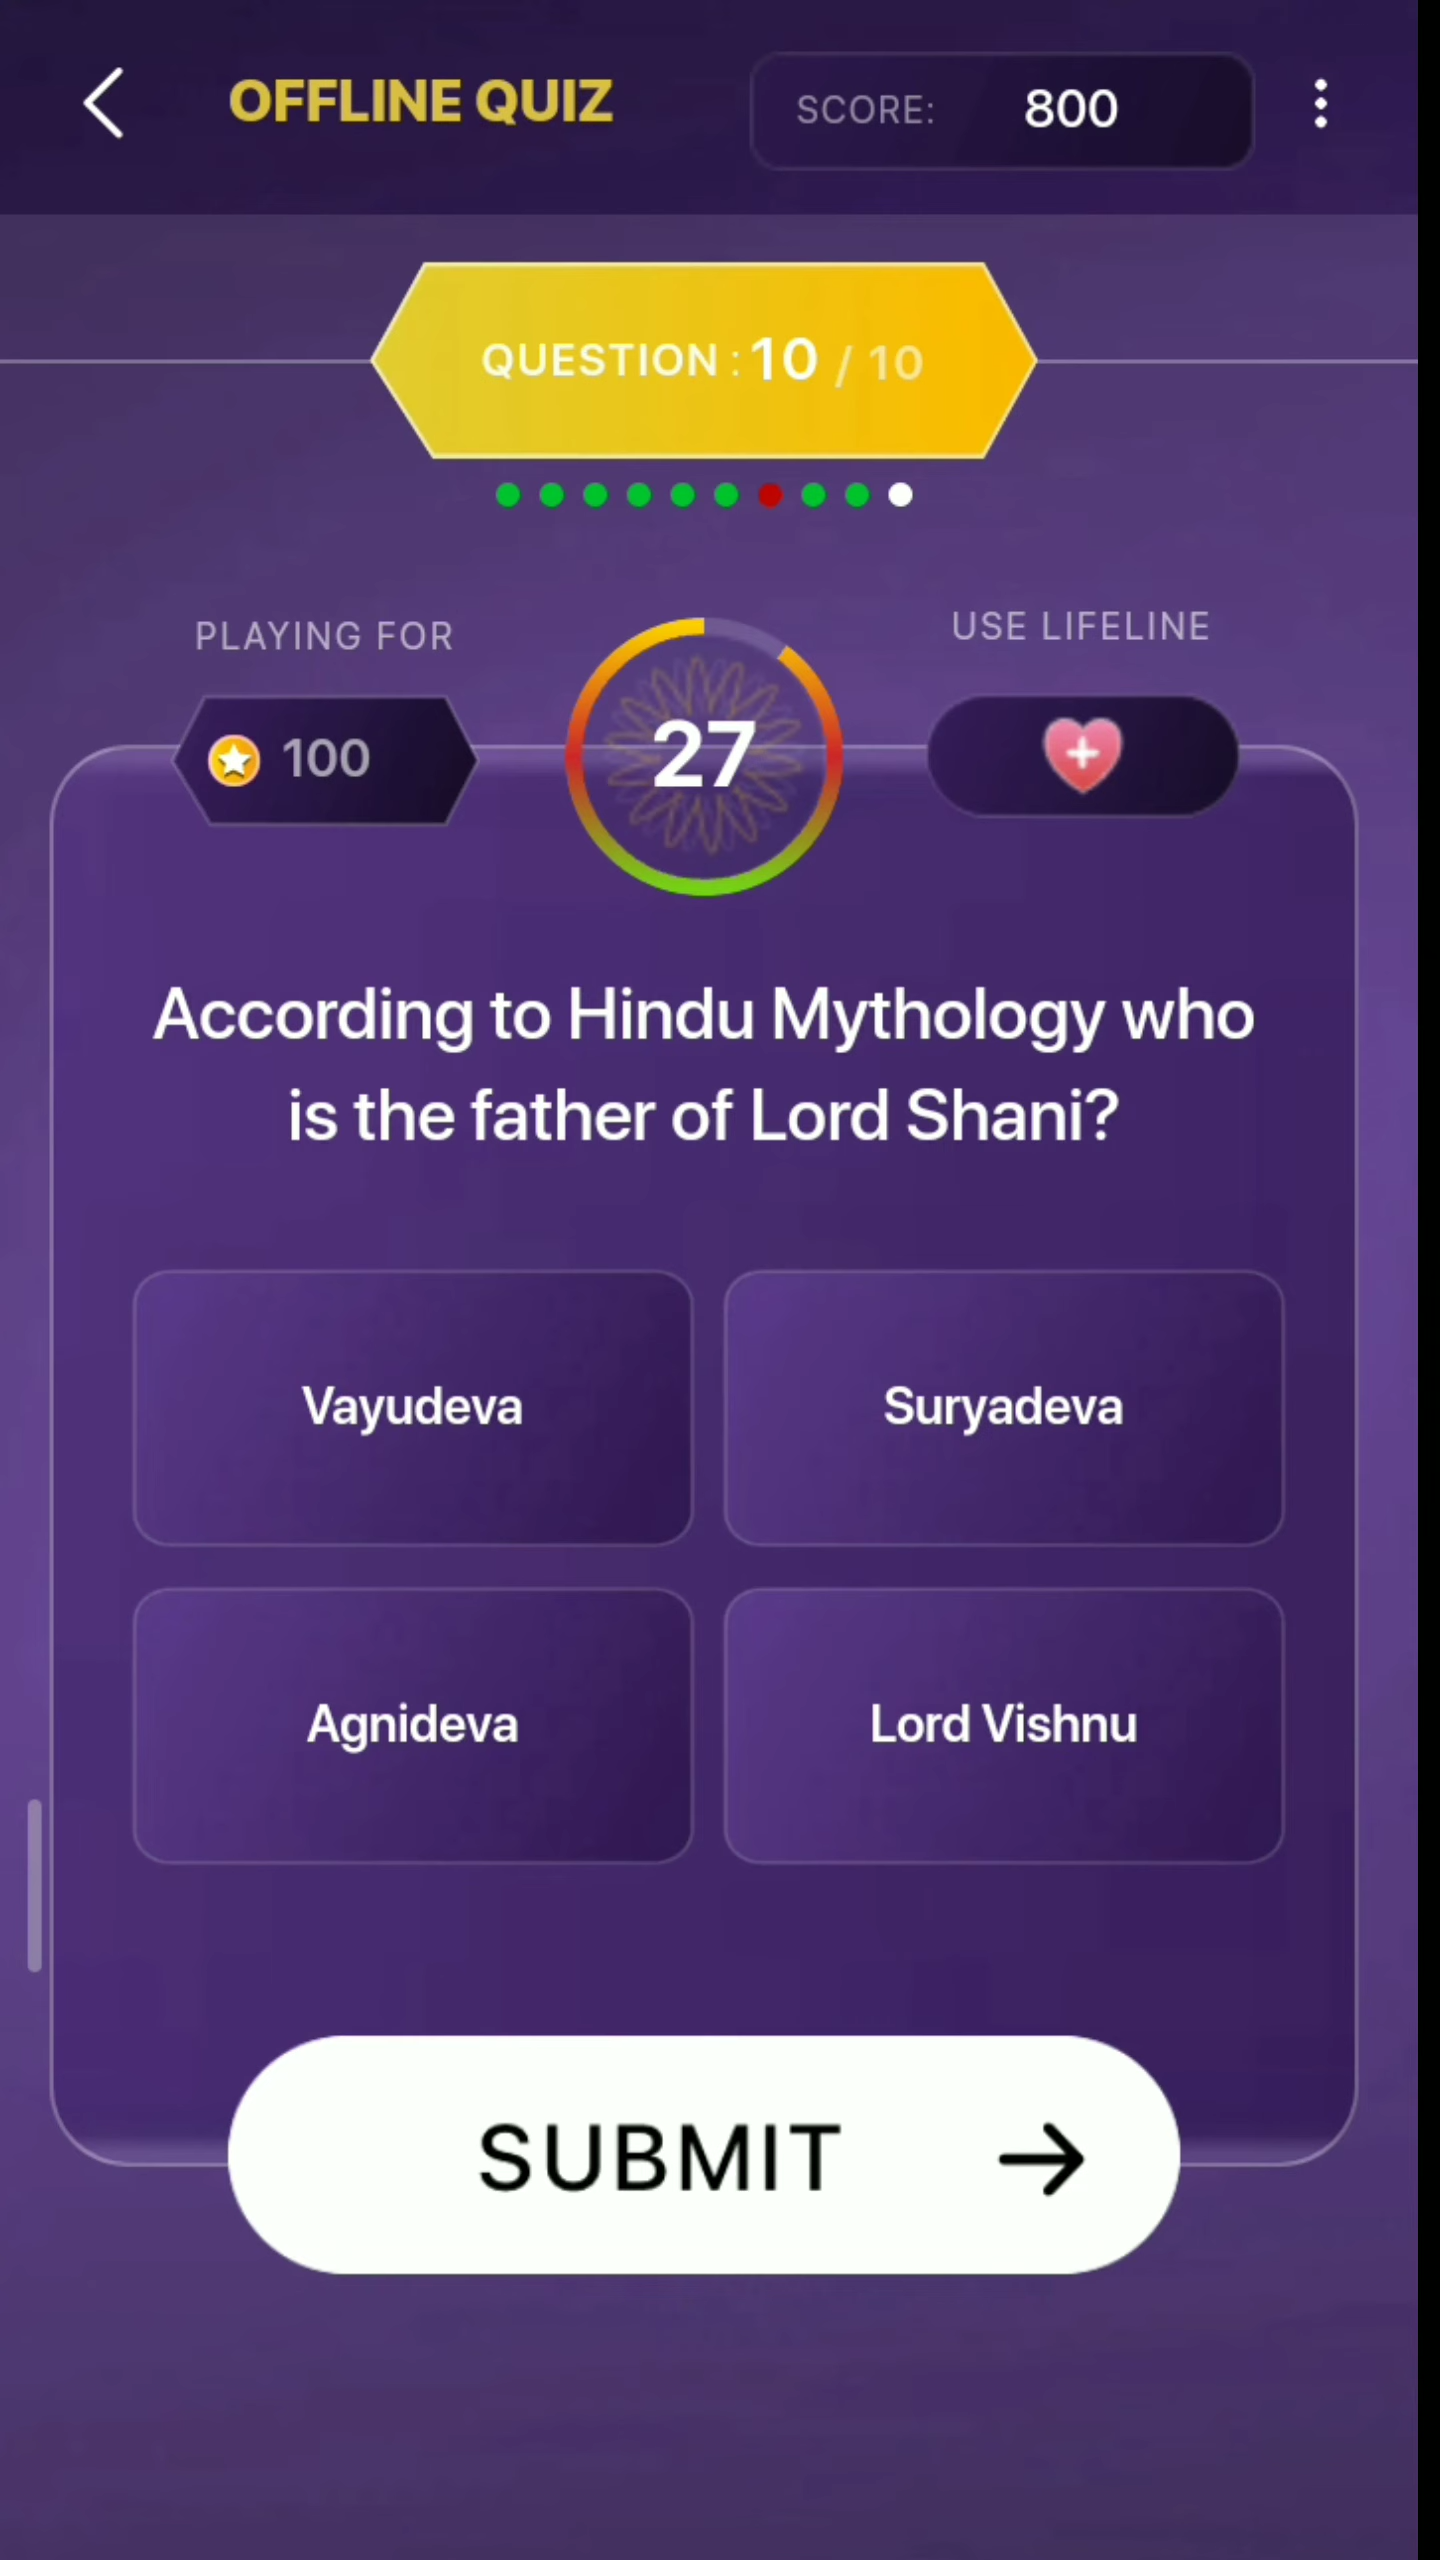 OFFLINE QUIZ
SCORE: 800
QUESTION : 10 / 10
PLAYING FOR
USE LIFELINE
100
27
According to Hindu Mythology who
is the father of Lord Shani?
Vayudeva
Suryadeva
Agnideva
Lord Vishnu
SUBMIT